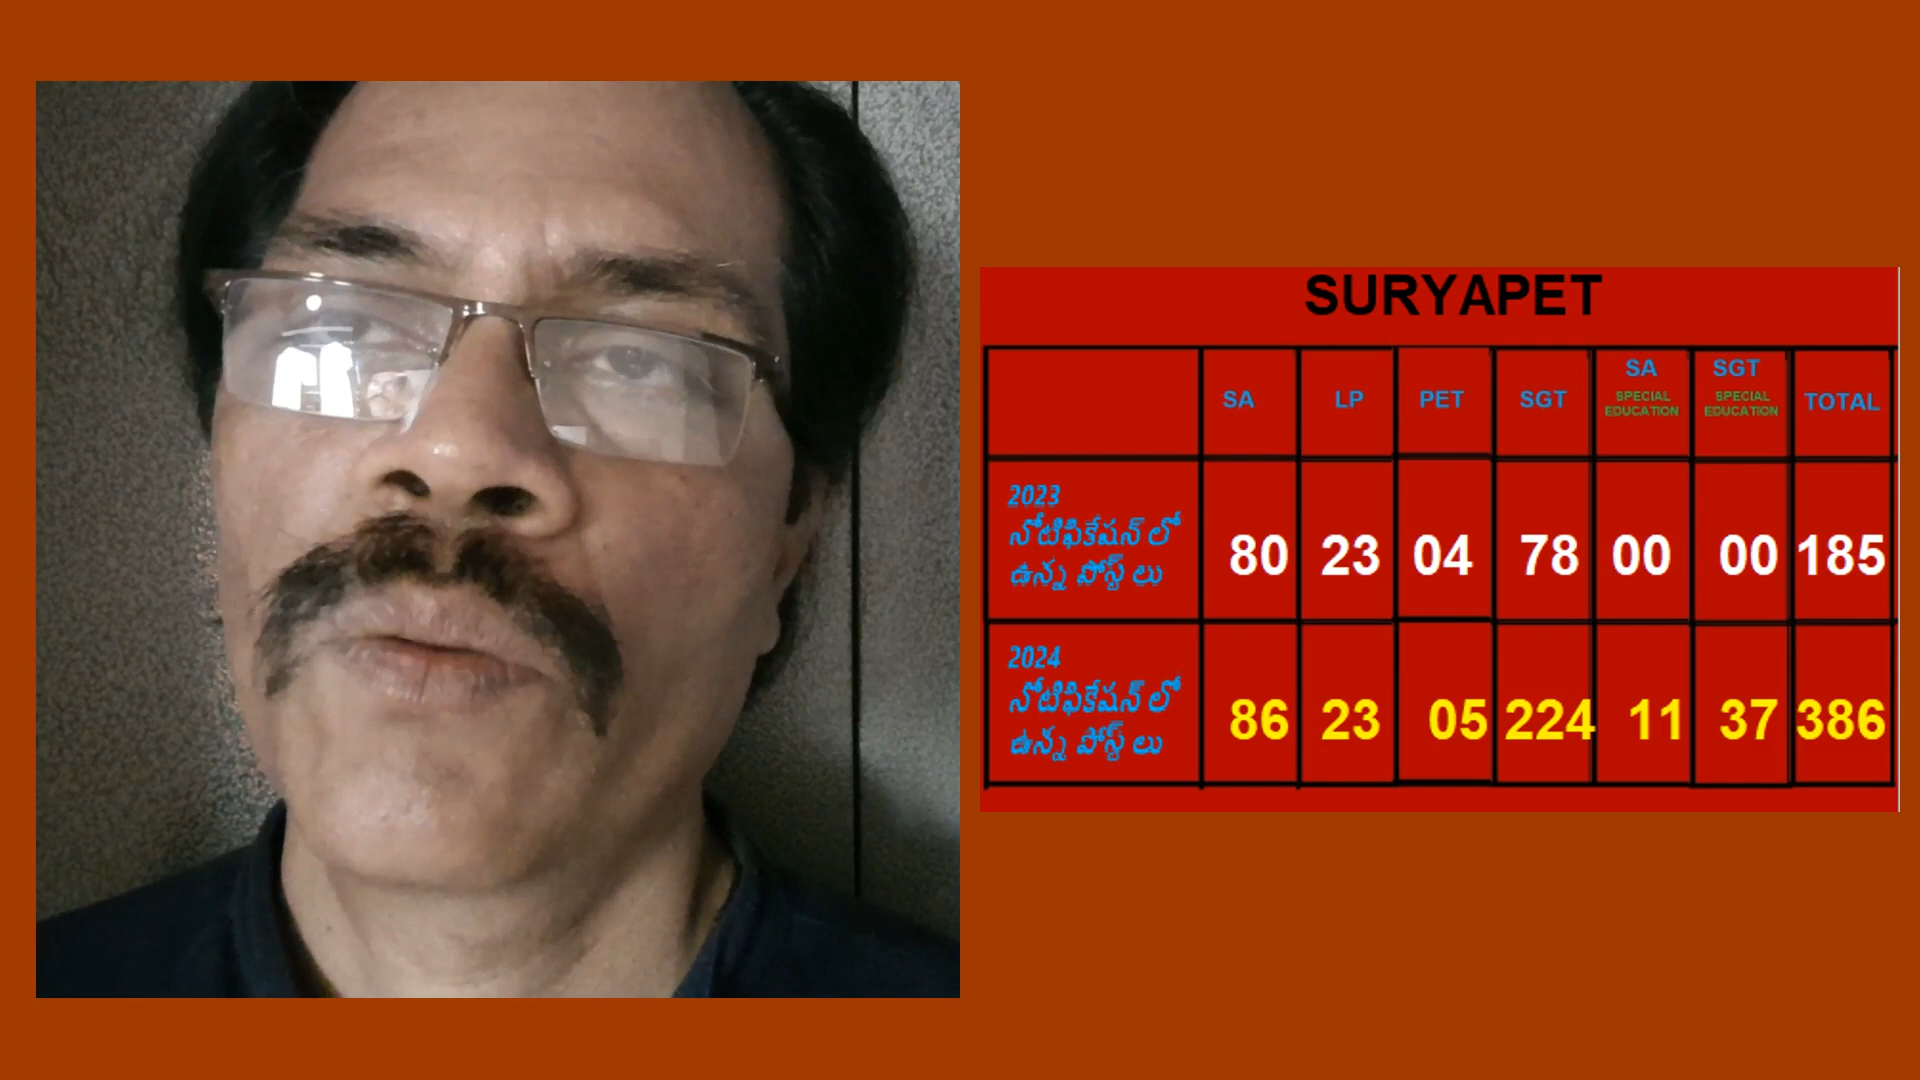 SURYAPET
SA LP PET SGT SA SPECIAL EDUCATION SGT SPECIAL EDUCATION TOTAL
2023
నోటిఫికేషన్ లో
ఉన్న పోస్ట్ లు
80 23 04 78 00 00 185
2024
నోటిఫికేషన్ లో
ఉన్న పోస్ట్ లు
86 23 05 224 11 37 386